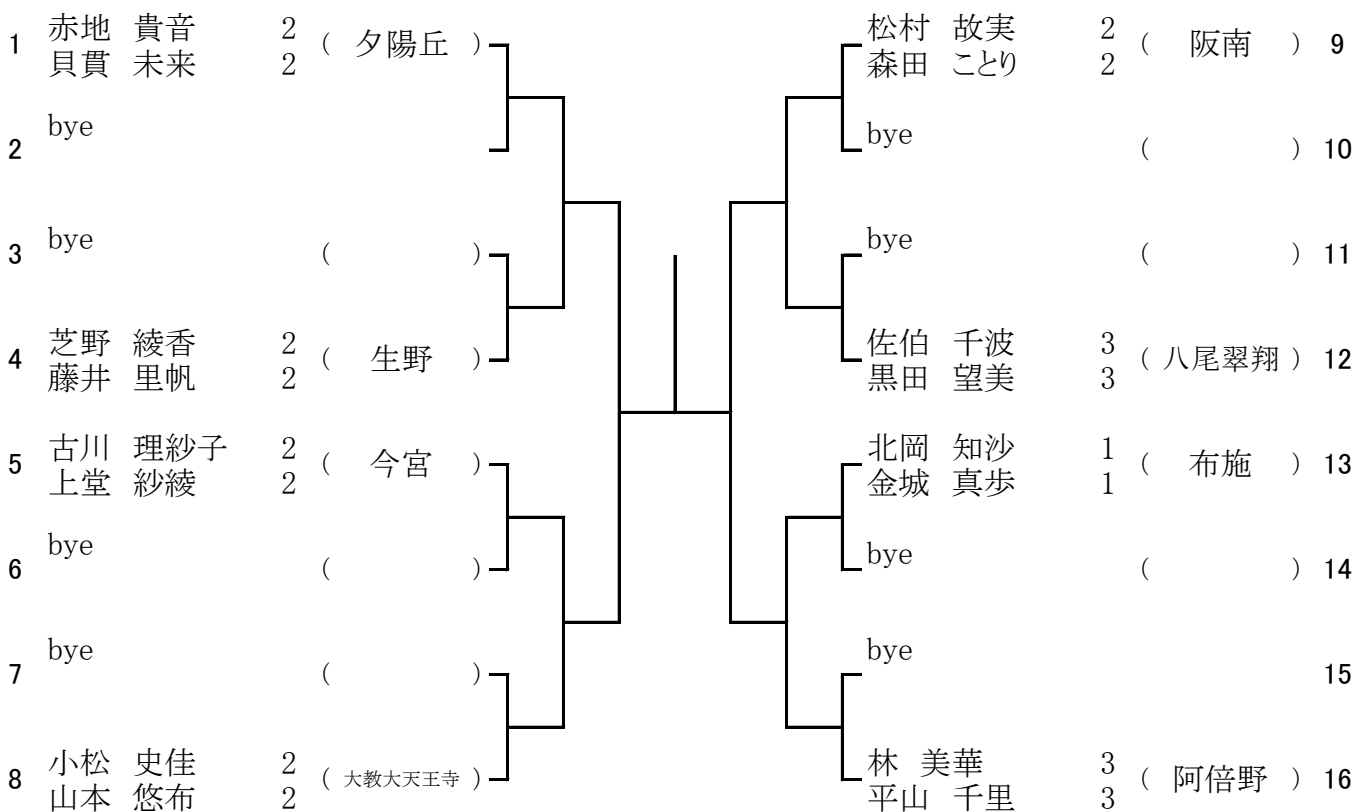 1 赤地 貴音 2 ( 夕陽丘 )
貝貫 未来 2
2 bye
3 bye ( )
4 芝野 綾香 2 ( 生野 )
藤井 里帆 2
5 古川 理紗子 2 ( 今宮 )
上堂 紗綾 2
6 bye ( )
7 bye ( )
8 小松 史佳 2 ( 大教大天王寺 )
山本 悠布 2
松村 故実 2 ( 阪南 ) 9
森田 ことり 2
bye ( ) 10
bye ( ) 11
佐伯 千波 3 ( 八尾翠翔 ) 12
黒田 望美 3
北岡 知沙 1 ( 布施 ) 13
金城 真歩 1
bye ( ) 14
bye 15
林 美華 3 ( 阿倍野 ) 16
平山 千里 3